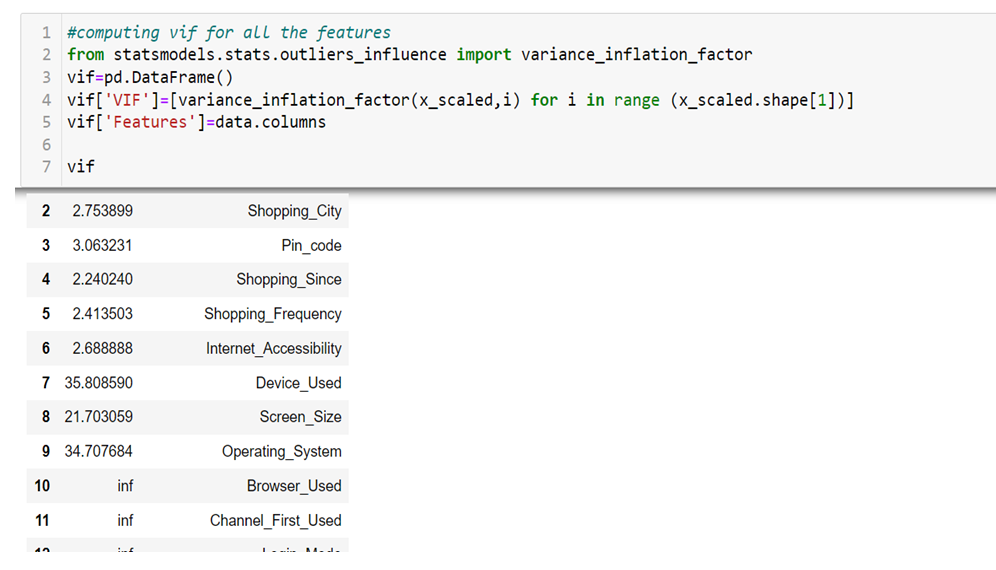 1 #computing vif for all the features
2 from statsmodels.stats.outliers_influence import variance_inflation_factor
3 vif=pd.DataFrame()
4 vif['VIF']=[variance_inflation_factor(x_scaled,i) for i in range (x_scaled.shape[1])]
5 vif['Features']=data.columns
6
7 vif
2 2.753899 Shopping_City
3 3.063231 Pin_code
4 2.240240 Shopping_Since
5 2.413503 Shopping_Frequency
6 2.688888 Internet_Accessibility
7 35.808590 Device_Used
8 21.703059 Screen_Size
9 34.707684 Operating_System
10 inf Browser_Used
11 inf Channel_First_Used
12 inf